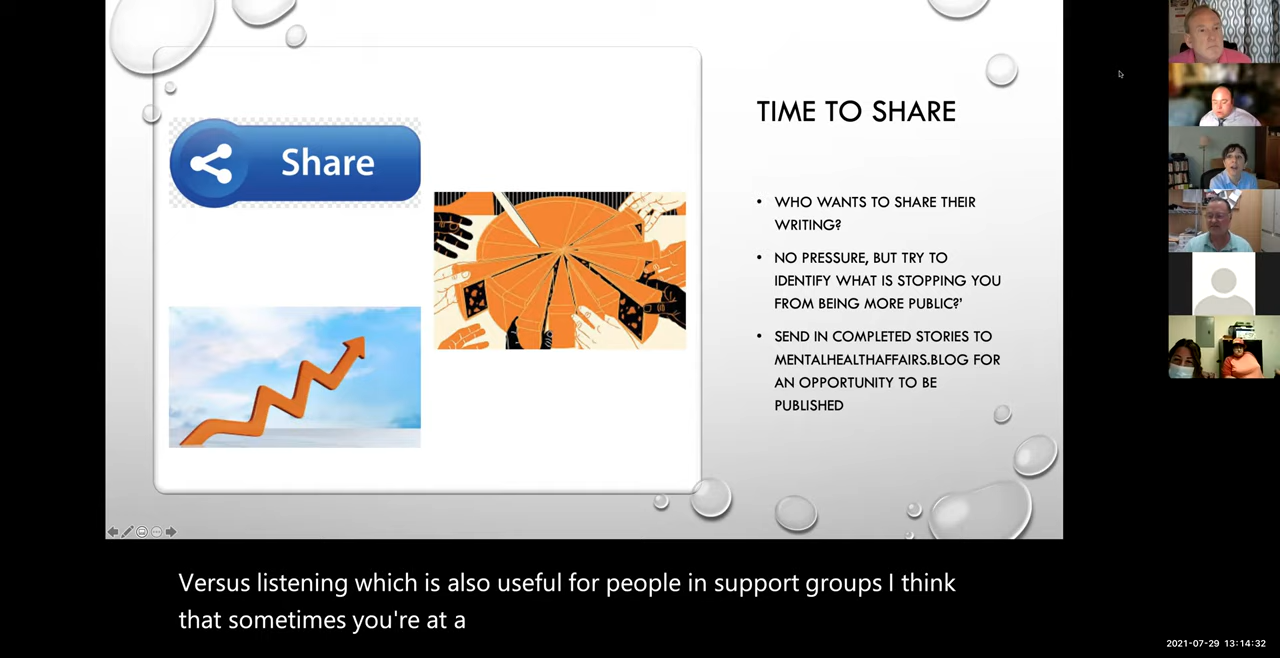 Share
TIME TO SHARE
• WHO WANTS TO SHARE THEIR
WRITING?
• NO PRESSURE, BUT TRY TO
IDENTIFY WHAT IS STOPPING YOU
FROM BEING MORE PUBLIC?'
• SEND IN COMPLETED STORIES TO
MENTALHEALTHAFFAIRS.BLOG FOR
AN OPPORTUNITY TO BE
PUBLISHED
Versus listening which is also useful for people in support groups I think
that sometimes you're at a
2021-07-29 13:14:32